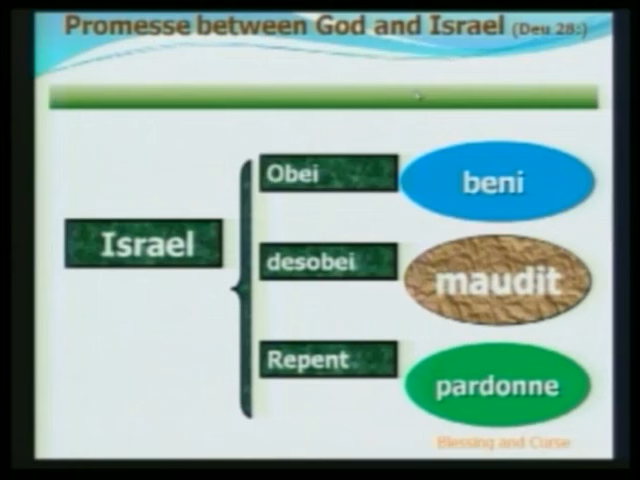 Promesse between God and Israel (Deu 28:)
Obei
beni
Israel
desobei
maudit
Repent
pardonne
Blessing and Curse